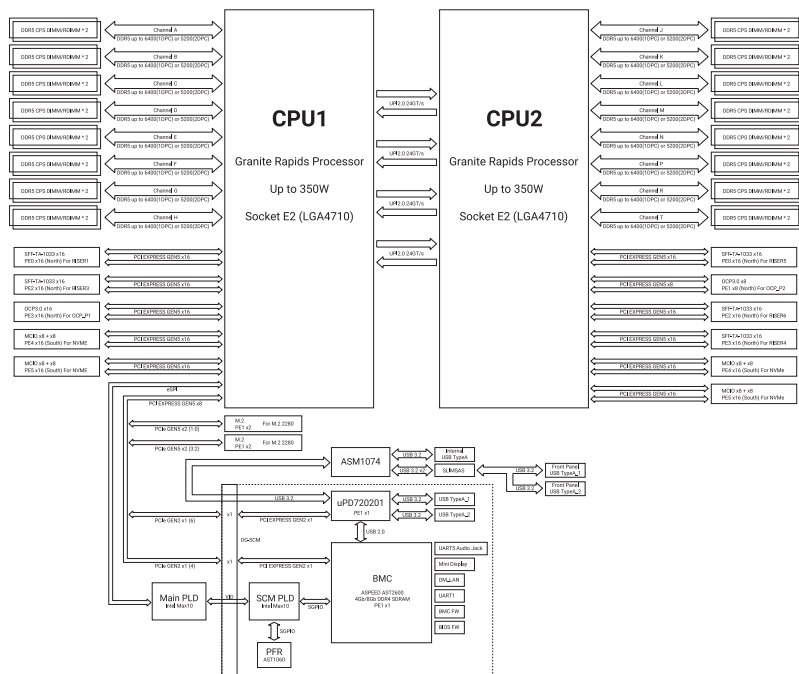 DDR5 CPS DIMM/RDIMM * 2
Channel A
DDR5 up to 6400(1DPC) or 5200(2DPC)
DDR5 CPS DIMM/RDIMM * 2
Channel B
DDR5 up to 6400(1DPC) or 5200(2DPC)
DDR5 CPS DIMM/RDIMM * 2
Channel C
DDR5 up to 6400(1DPC) or 5200(2DPC)
DDR5 CPS DIMM/RDIMM * 2
Channel D
DDR5 up to 6400(1DPC) or 5200(2DPC)
DDR5 CPS DIMM/RDIMM * 2
Channel E
DDR5 up to 6400(1DPC) or 5200(2DPC)
DDR5 CPS DIMM/RDIMM * 2
Channel F
DDR5 up to 6400(1DPC) or 5200(2DPC)
DDR5 CPS DIMM/RDIMM * 2
Channel G
DDR5 up to 6400(1DPC) or 5200(2DPC)
DDR5 CPS DIMM/RDIMM * 2
Channel H
DDR5 up to 6400(1DPC) or 5200(2DPC)
CPU1
Granite Rapids Processor
Up to 350W
Socket E2 (LGA4710)
UPI2.0 24GT/s
UPI2.0 24GT/s
UPI2.0 24GT/s
UPI2.0 24GT/s
CPU2
Granite Rapids Processor
Up to 350W
Socket E2 (LGA4710)
Channel J
DDR5 up to 6400(1DPC) or 5200(2DPC)
DDR5 CPS DIMM/RDIMM * 2
Channel K
DDR5 up to 6400(1DPC) or 5200(2DPC)
DDR5 CPS DIMM/RDIMM * 2
Channel L
DDR5 up to 6400(1DPC) or 5200(2DPC)
DDR5 CPS DIMM/RDIMM * 2
Channel M
DDR5 up to 6400(1DPC) or 5200(2DPC)
DDR5 CPS DIMM/RDIMM * 2
Channel N
DDR5 up to 6400(1DPC) or 5200(2DPC)
DDR5 CPS DIMM/RDIMM * 2
Channel P
DDR5 up to 6400(1DPC) or 5200(2DPC)
DDR5 CPS DIMM/RDIMM * 2
Channel R
DDR5 up to 6400(1DPC) or 5200(2DPC)
DDR5 CPS DIMM/RDIMM * 2
Channel T
DDR5 up to 6400(1DPC) or 5200(2DPC)
DDR5 CPS DIMM/RDIMM * 2
SFF-TA-1033 x16
PE0 x16 (North) For RISER1
PCI EXPRESS GEN5 x16
SFF-TA-1033 x16
PE2 x16 (North) For RISER3
PCI EXPRESS GEN5 x16
OCP3.0 x16
PE3 x16 (North) For OCP_P1
PCI EXPRESS GEN5 x16
MCIO x8 + x8
PE4 x16 (South) For NVME
PCI EXPRESS GEN5 x16
MCIO x8 + x8
PE5 x16 (South) For NVME
PCI EXPRESS GEN5 x16
PCI EXPRESS GEN5 x16
SFF-TA-1033 x16
PE0 x16 (North) For RISER5
PCI EXPRESS GEN5 x8
OCP3.0 x8
PE1 x8 (North) For OCP_P2
PCI EXPRESS GEN5 x16
SFF-TA-1033 x16
PE2 x16 (North) For RISER6
PCI EXPRESS GEN5 x16
SFF-TA-1033 x16
PE3 x16 (North) For RISER4
PCI EXPRESS GEN5 x16
MCIO x8 + x8
PE4 x16 (South) For NVMe
PCI EXPRESS GEN5 x16
MCIO x8 + x8
PE5 x16 (South) For NVMe
eSPI
PCI EXPRESS GEN5 x8
PCIe GEN5 x2 (1:0)
M.2
PE1 x2
For M.2 2280
PCIe GEN5 x2 (3:2)
M.2
PE1 x2
For M.2 2280
ASM1074
USB 3.2
Internal
USB TypeA
USB 3.2 x2
SLIMSAS
USB 3.2
Front Panel
USB TypeA_1
USB 3.2
Front Panel
USB TypeA_2
USB 3.2
uPD720201
PE1 x1
USB 3.2
USB TypeA_1
USB 3.2
USB TypeA_2
PCIe GEN2 x1 (6)
x1
PCI EXPRESS GEN2 x1
USB 2.0
DC-SCM
PCIe GEN2 x1 (4)
x1
PCI EXPRESS GEN2 x1
BMC
ASPEED AST2600
4Gb/8Gb DDR4 SDRAM
PE1 x1
UART5 Audio Jack
Mini Display
DM_LAN
UART1
BMC FW
BIOS FW
Main PLD
Intel Max10
SCM PLD
Intel Max10
SGPIO
SGPIO
PFR
AST1060